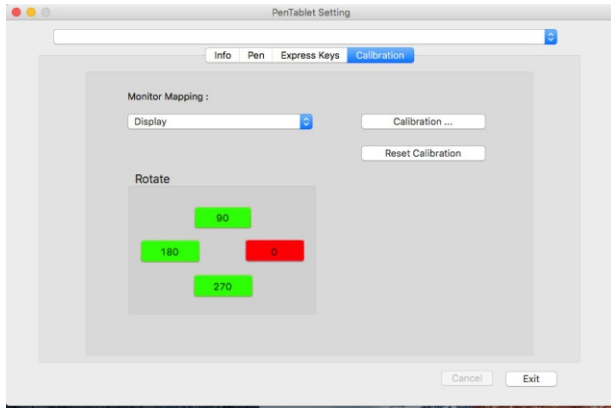 PenTablet Setting
Info Pen Express Keys Calibration
Monitor Mapping :
Display Calibration ...
Reset Calibration
Rotate
90
180 0
270
Cancel Exit